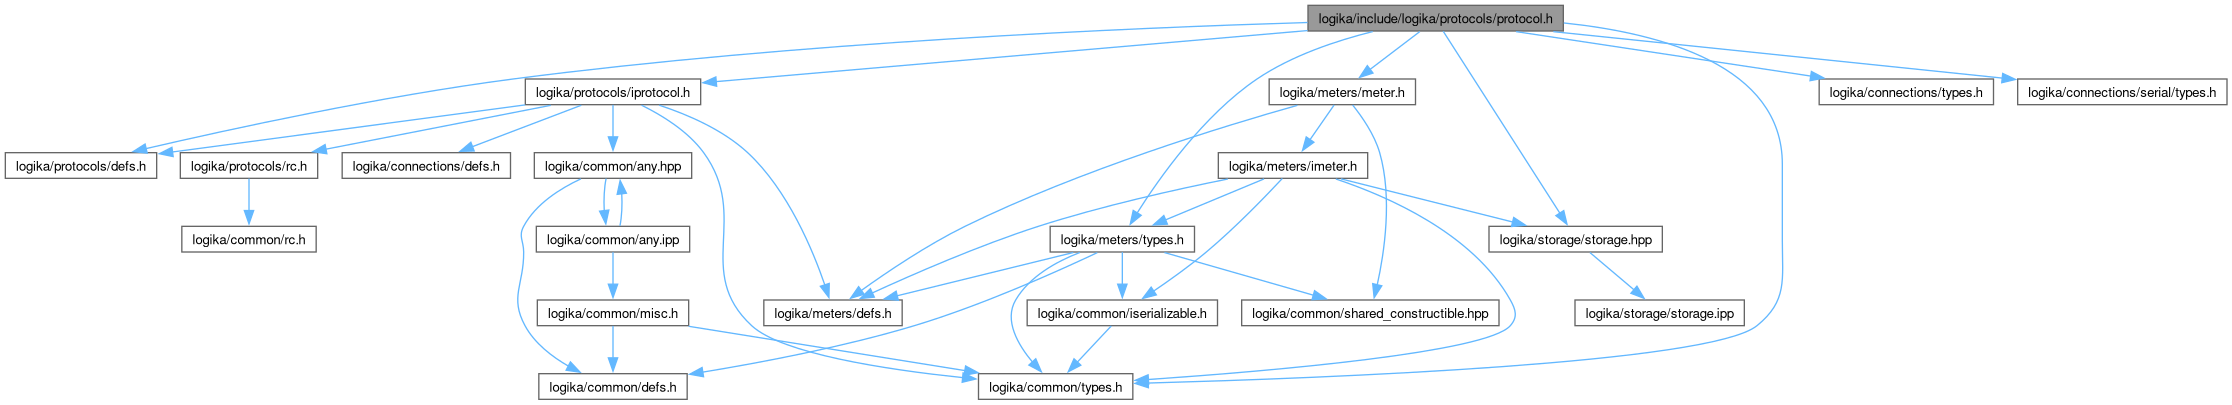 logika/include/logika/protocols/protocol.h
logika/protocols/iprotocol.h
logika/meters/meter.h
logika/connections/types.h
logika/connections/serial/types.h
logika/protocols/defs.h
logika/protocols/rc.h
logika/connections/defs.h
logika/common/any.hpp
logika/meters/imeter.h
logika/common/rc.h
logika/common/any.ipp
logika/meters/types.h
logika/storage/storage.hpp
logika/common/misc.h
logika/meters/defs.h
logika/common/iserializable.h
logika/common/shared_constructible.hpp
logika/storage/storage.ipp
logika/common/defs.h
logika/common/types.h